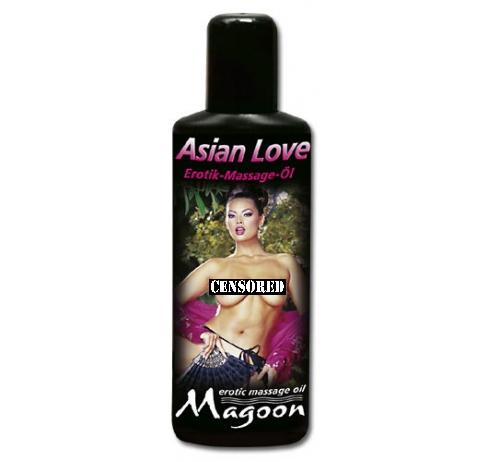 Asian Love
Erotik-Massage-Öl
CENSORED
erotic massage oil
Magoon